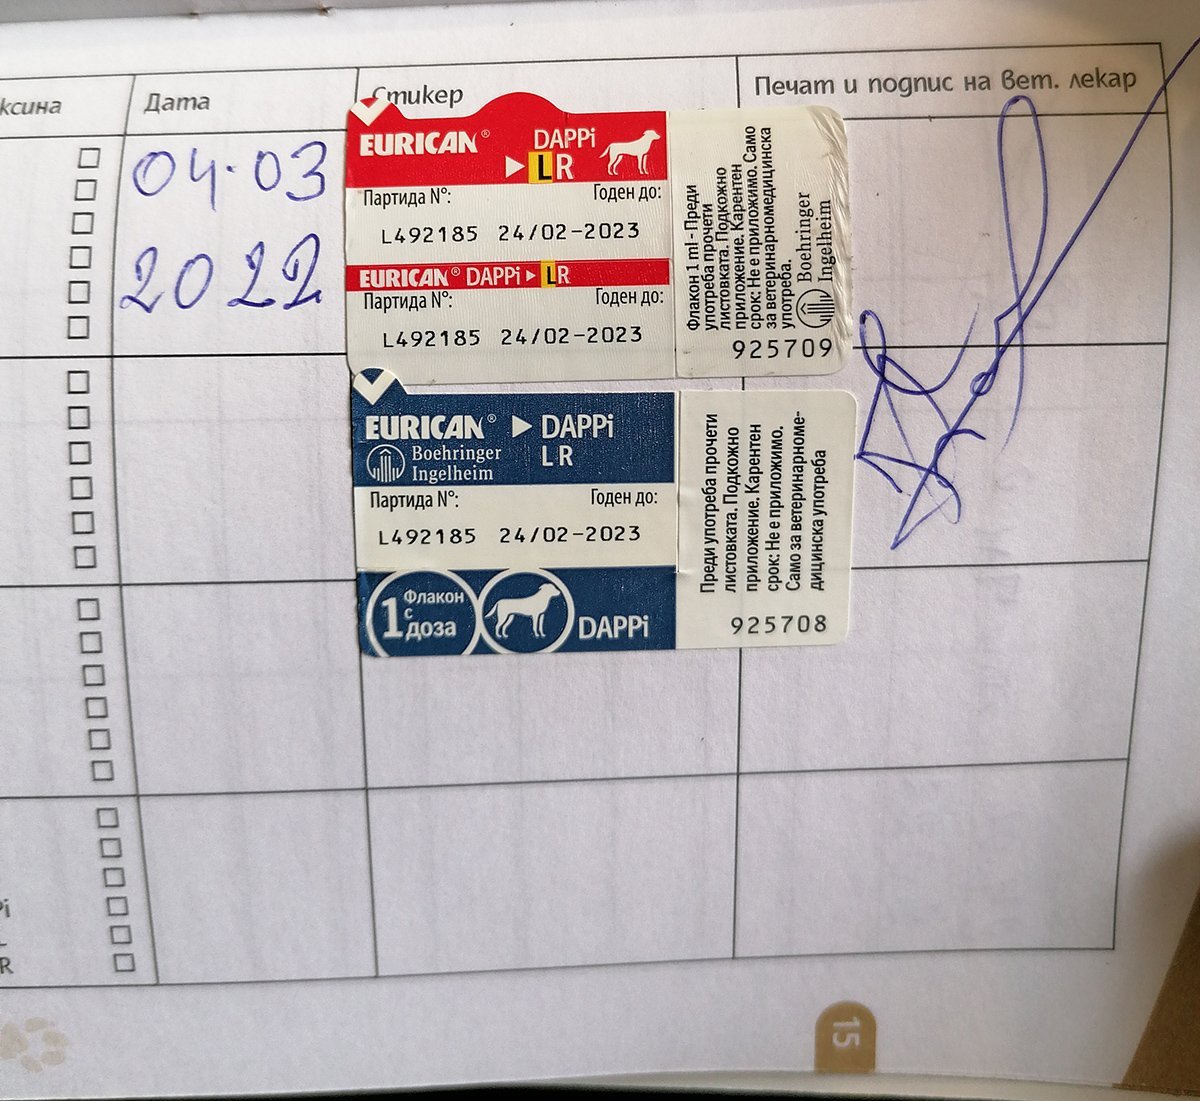 ксина
Дата
Стикер
Печат и подпис на вет. лекар
04.03
2022
EURICAN® DAPPi
LR
Партида N°: Годен до:
L492185 24/02-2023
EURICAN® DAPPi LR
Партида N°: Годен до:
L492185 24/02-2023
Флакон 1 ml - Преди
употреба прочети
листовката. Подкожно
приложение. Карентен
срок: Не е приложимо. Само
за ветеринарномедицинска
употреба.
Boehringer
Ingelheim
925709
EURICAN® DAPPi
Boehringer
Ingelheim
LR
Партида N°: Годен до:
L492185 24/02-2023
1 Флакон
с
доза
DAPPi
Преди употреба прочети
листовката. Подкожно
приложение. Карентен
срок: Не е приложимо.
Само за ветеринарноме-
дицинска употреба
925708
R
15